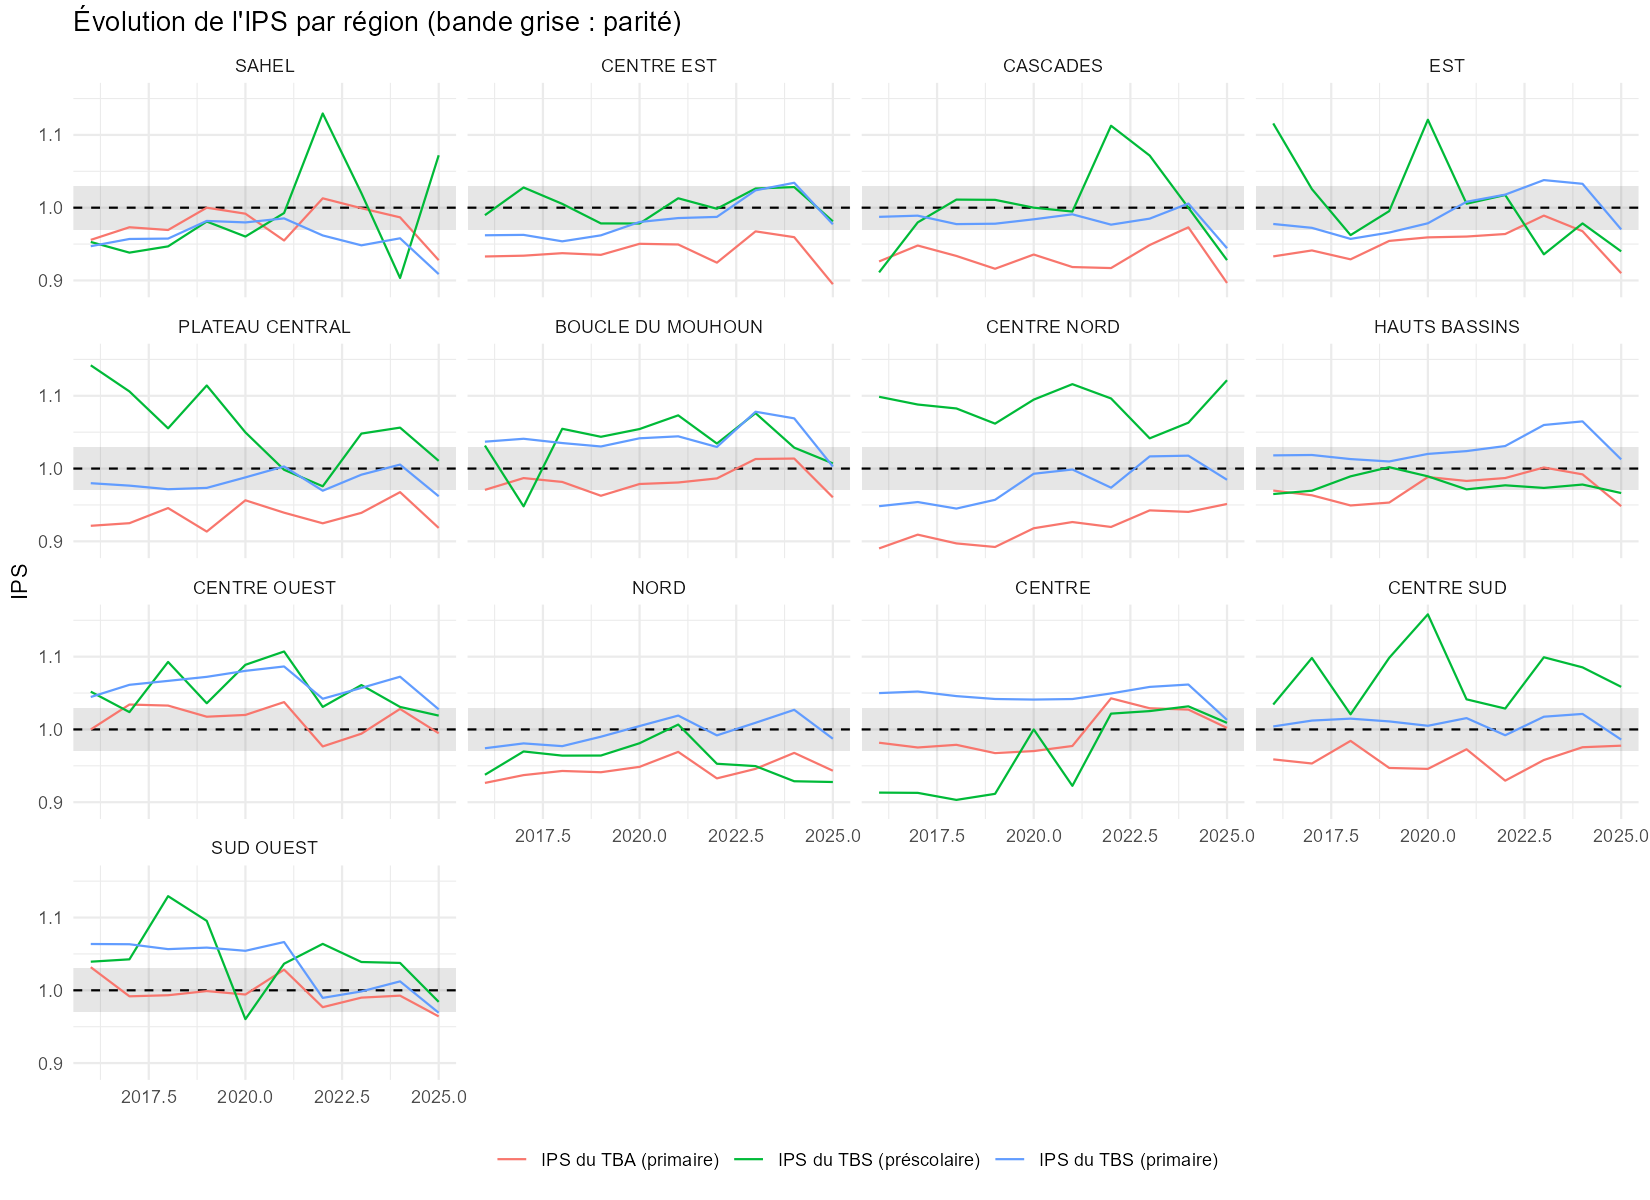 Évolution de l'IPS par région (bande grise : parité)
SAHEL
CENTRE EST
CASCADES
EST
1.1
1.0
0.9
PLATEAU CENTRAL
BOUCLE DU MOUHOUN
CENTRE NORD
HAUTS BASSINS
1.1
1.0
0.9
IPS
CENTRE OUEST
NORD
CENTRE
CENTRE SUD
1.1
1.0
0.9
2017.5 2020.0 2022.5 2025.0
2017.5 2020.0 2022.5 2025.0
2017.5 2020.0 2022.5 2025.0
SUD OUEST
1.1
1.0
0.9
2017.5 2020.0 2022.5 2025.0
IPS du TBA (primaire) IPS du TBS (préscolaire) IPS du TBS (primaire)